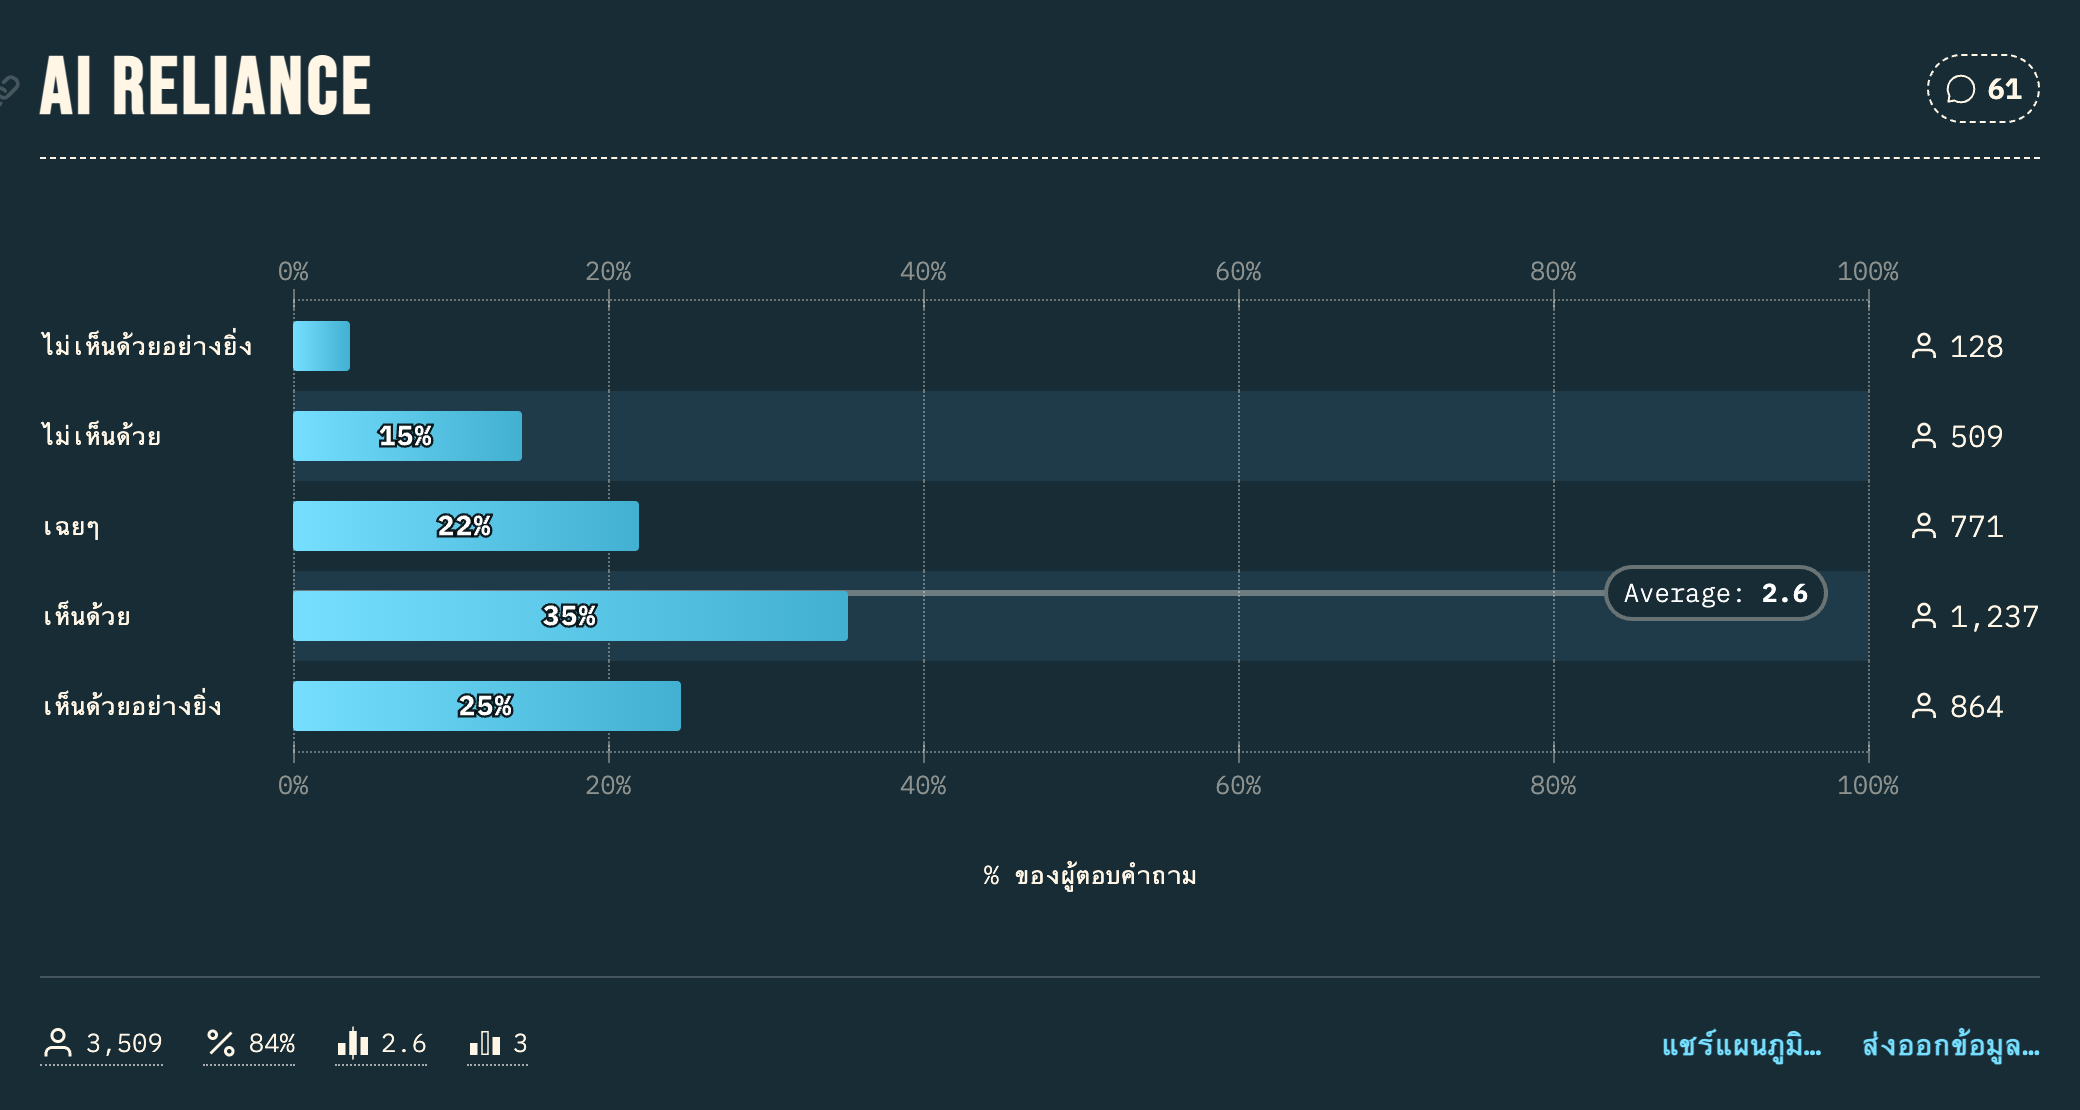 AI RELIANCE
61
0% 20% 40% 60% 80% 100%
ไม่เห็นด้วยอย่างยิ่ง 128
ไม่เห็นด้วย 15% 509
เฉยๆ 22% 771
Average: 2.6
เห็นด้วย 35% 1,237
เห็นด้วยอย่างยิ่ง 25% 864
0% 20% 40% 60% 80% 100%
% ของผู้ตอบคำถาม
3,509 84% 2.6 3 แชร์แผนภูมิ… ส่งออกข้อมูล…